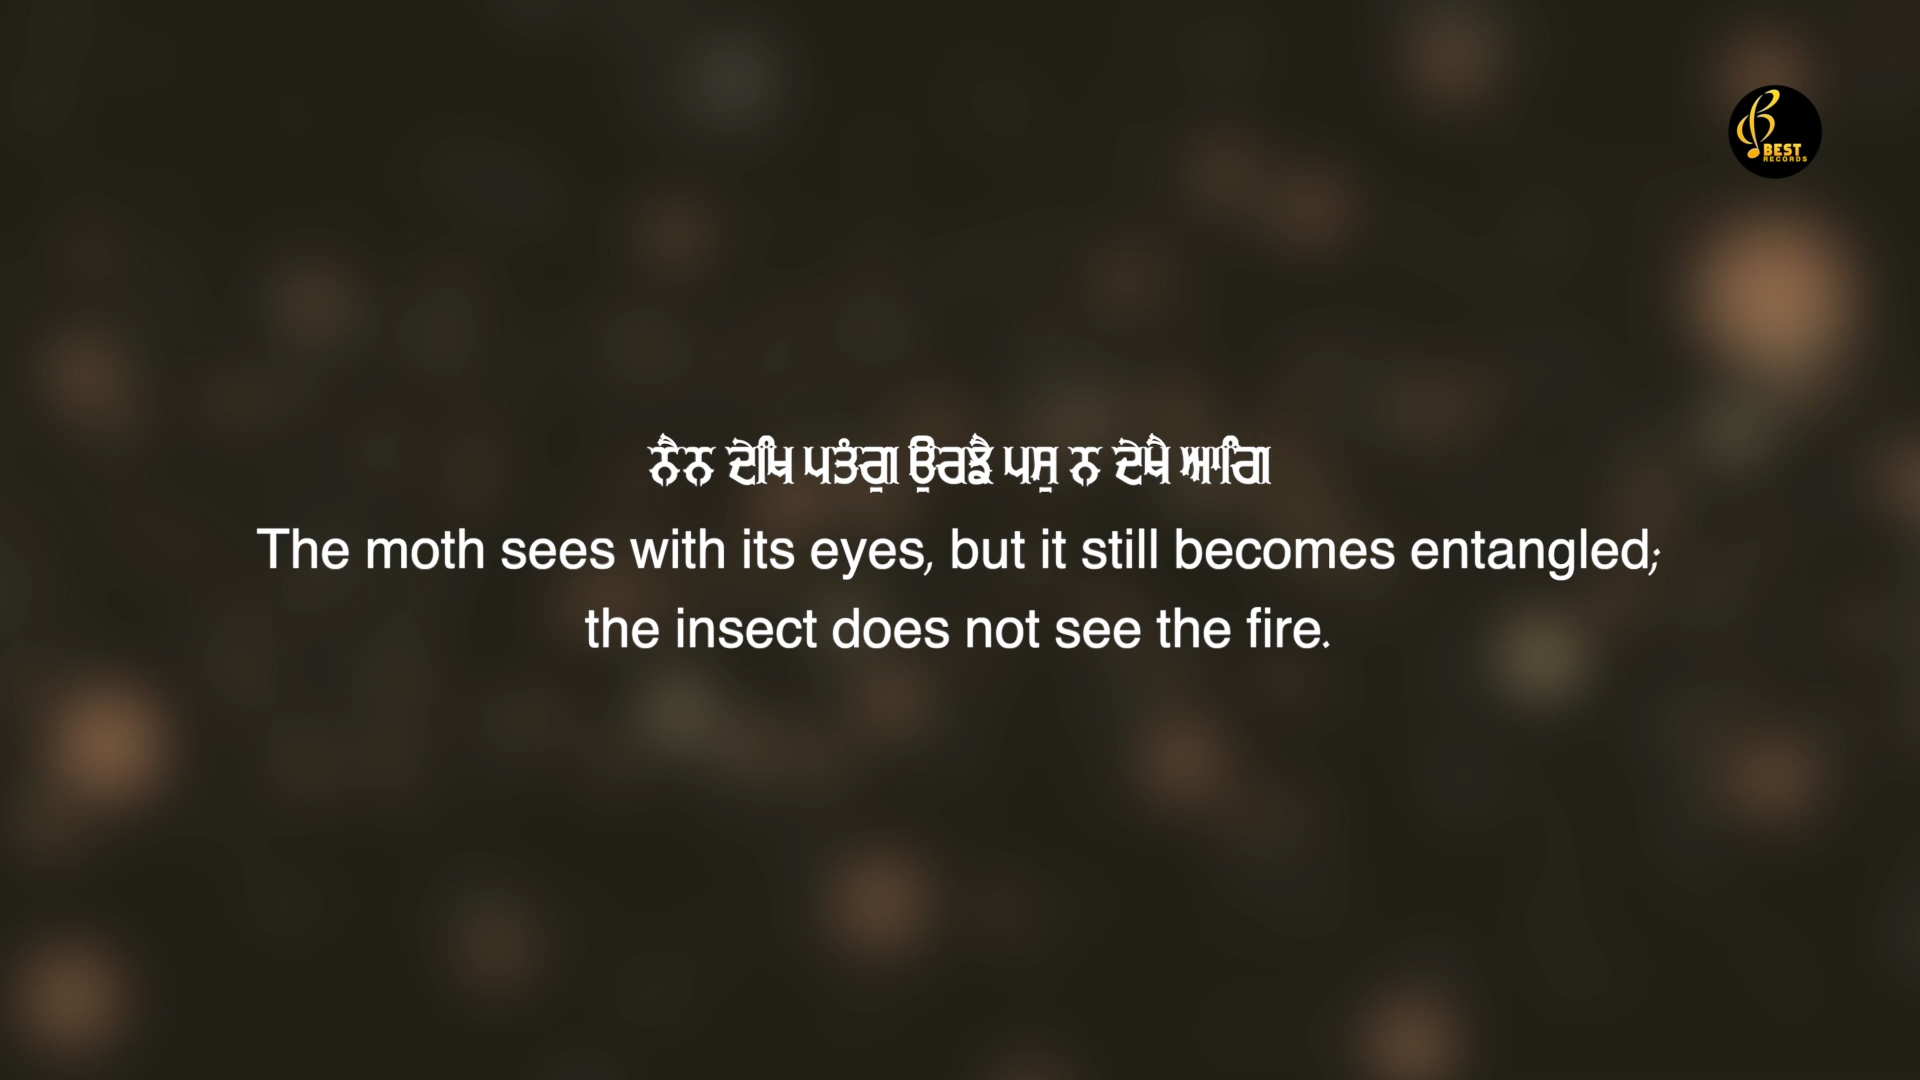 BEST
RECORDS
ਨੈਨ ਦੇਖਿ ਪਤੰਗੁ ਉਰਝੈ ਪਸੁ ਨ ਦੇਖੈ ਆਗਿ
The moth sees with its eyes, but it still becomes entangled;
the insect does not see the fire.